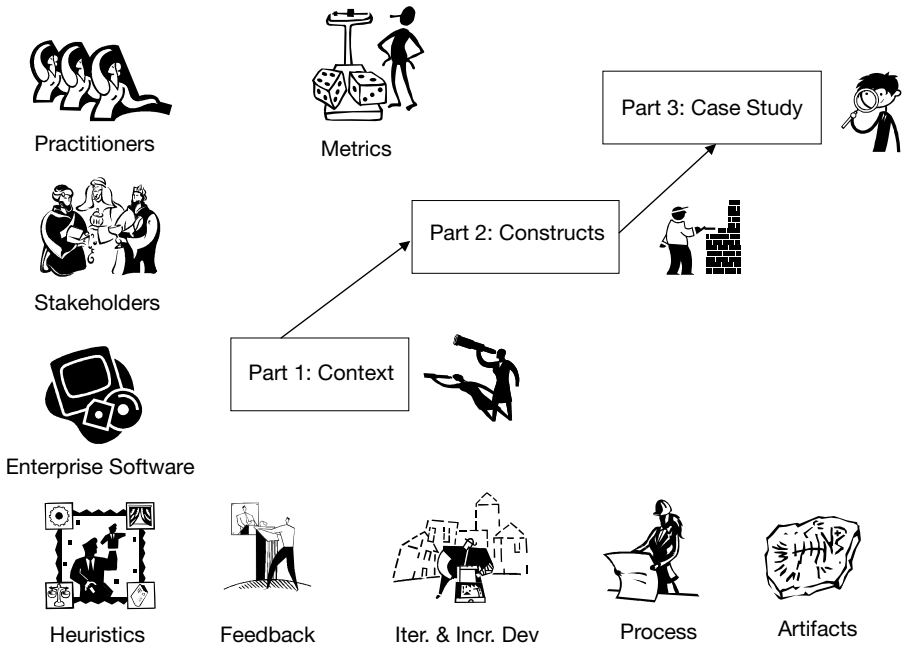 Practitioners
Metrics
Part 3: Case Study
Part 2: Constructs
Stakeholders
Part 1: Context
Enterprise Software
Heuristics
Feedback
Iter. & Incr. Dev
Process
Artifacts